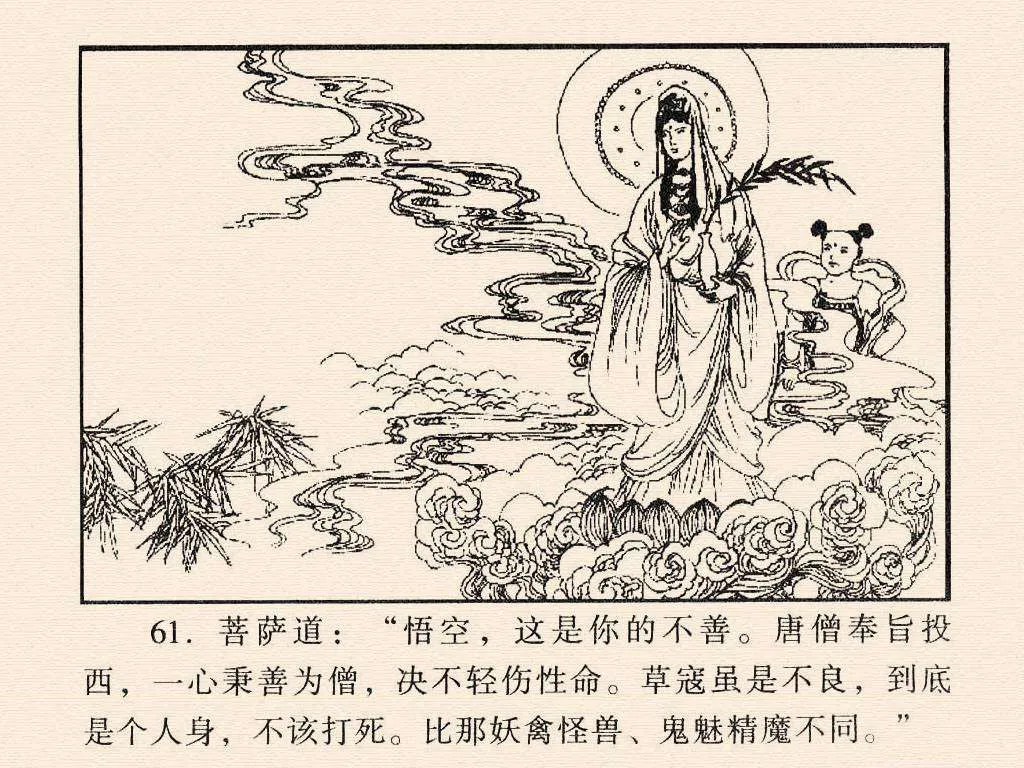 61. 菩萨道：“悟空，这是你的不善。唐僧奉旨投
西，一心秉善为僧，决不轻伤性命。草寇虽是不良，到底
是个人身，不该打死。比那妖禽怪兽、鬼魅精魔不同。”